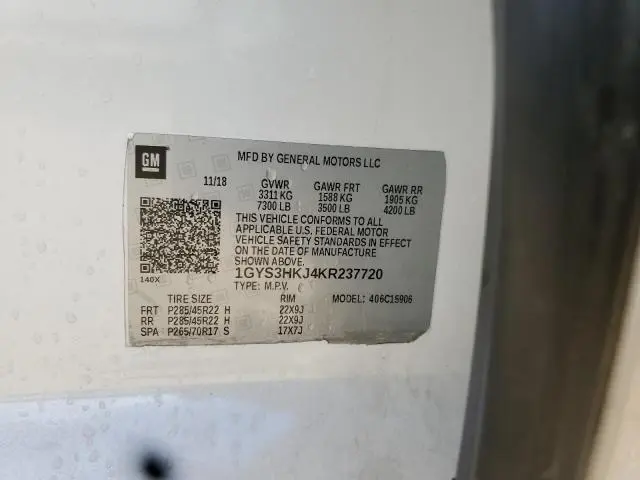 GM
MFD BY GENERAL MOTORS LLC
11/18 GVWR GAWR FRT GAWR RR
3311 KG 1588 KG 1905 KG
7300 LB 3500 LB 4200 LB
THIS VEHICLE CONFORMS TO ALL
APPLICABLE U.S. FEDERAL MOTOR
VEHICLE SAFETY STANDARDS IN EFFECT
ON THE DATE OF MANUFACTURE
SHOWN ABOVE.
1GYS3HKJ4KR237720
140X
TYPE: M.P.V.
TIRE SIZE RIM MODEL: 406C15906
FRT P285/45R22 H 22X9J
RR P285/45R22 H 22X9J
SPA P265/70R17 S 17X7J